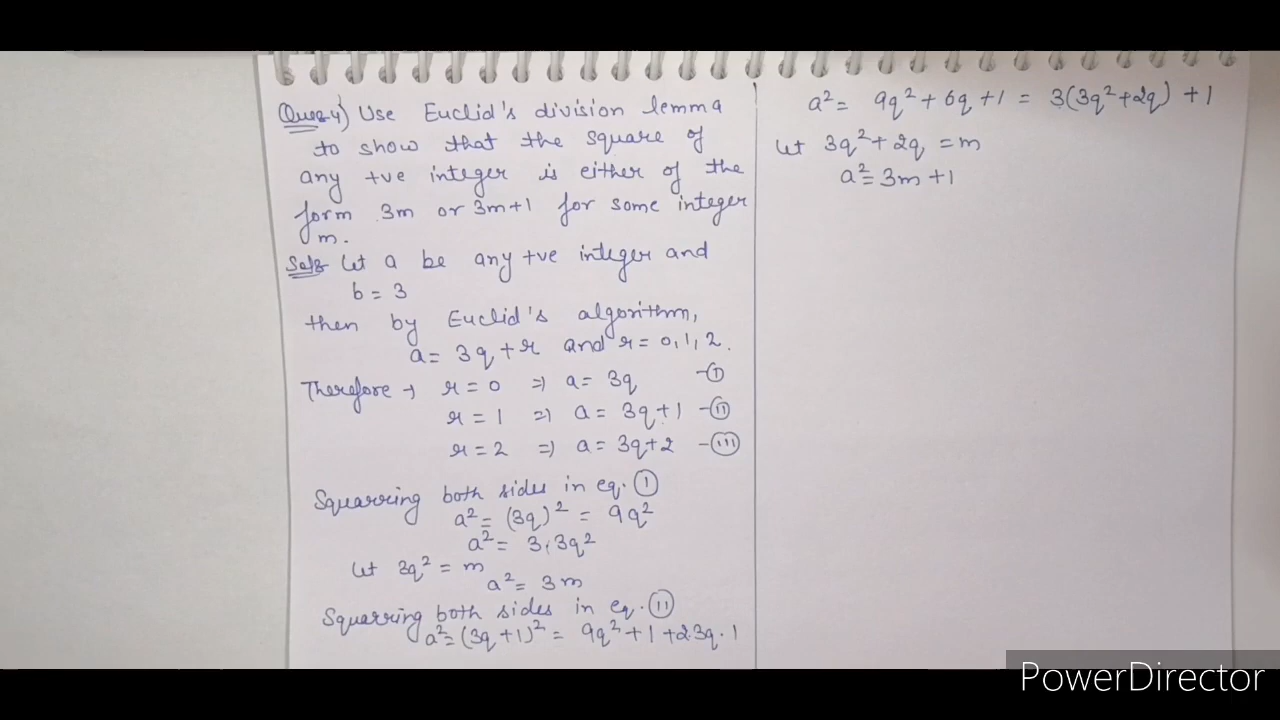 Ques 4) Use Euclid's division lemma
to show that the square of
any +ve integer is either of the
form 3m or 3m+1 for some integer
m.
Sol: Let a be any +ve integer and
b = 3
then by Euclid's algorithm,
a = 3q + r and r = 0, 1, 2.
Therefore → r = 0 ⇒ a = 3q -(I)
r = 1 ⇒ a = 3q+1 -(II)
r = 2 ⇒ a = 3q+2 -(III)
Squarring both sides in eq. (I)
a² = (3q)² = 9q²
a² = 3.3q²
Let 3q² = m
a² = 3m
Squarring both sides in eq. (II)
a² = (3q+1)² = 9q²+1+2.3q.1
a² = 9q²+6q+1 = 3(3q²+2q)+1
Let 3q²+2q = m
a² = 3m+1
PowerDirector